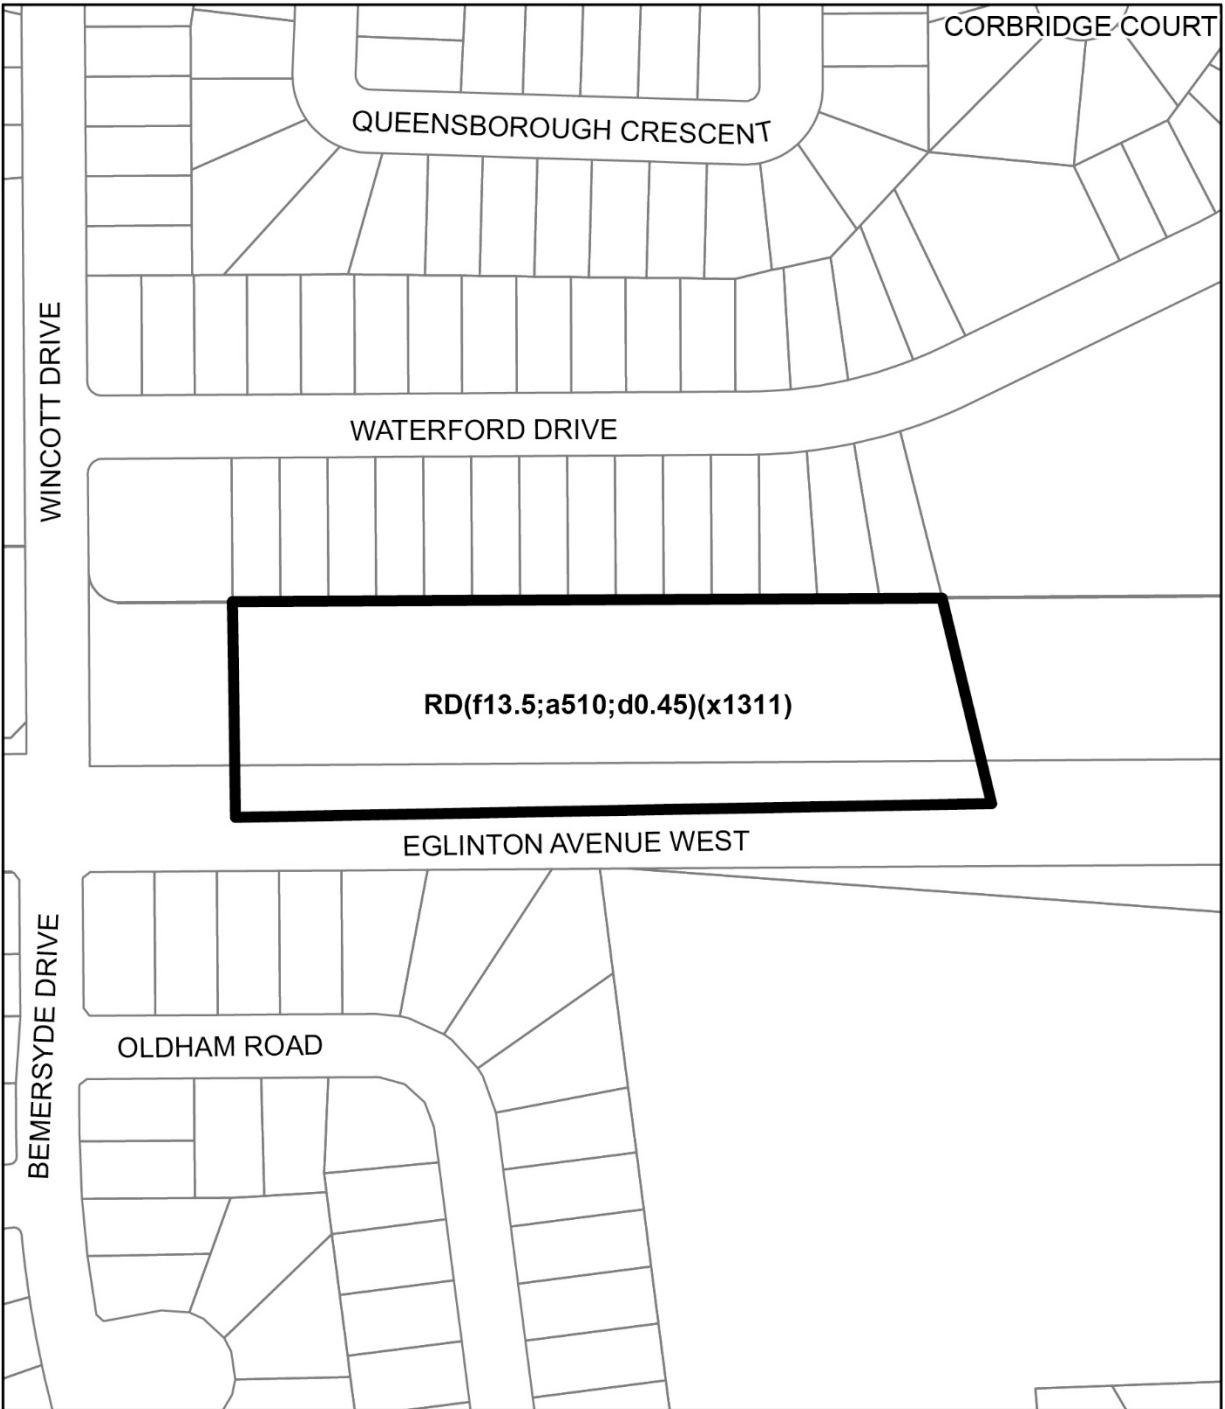 CORBRIDGE COURT
QUEENSBOROUGH CRESCENT
WINCOTT DRIVE
WATERFORD DRIVE
RD(f13.5;a510;d0.45)(x1311)
EGLINTON AVENUE WEST
BEMERSYDE DRIVE
OLDHAM ROAD